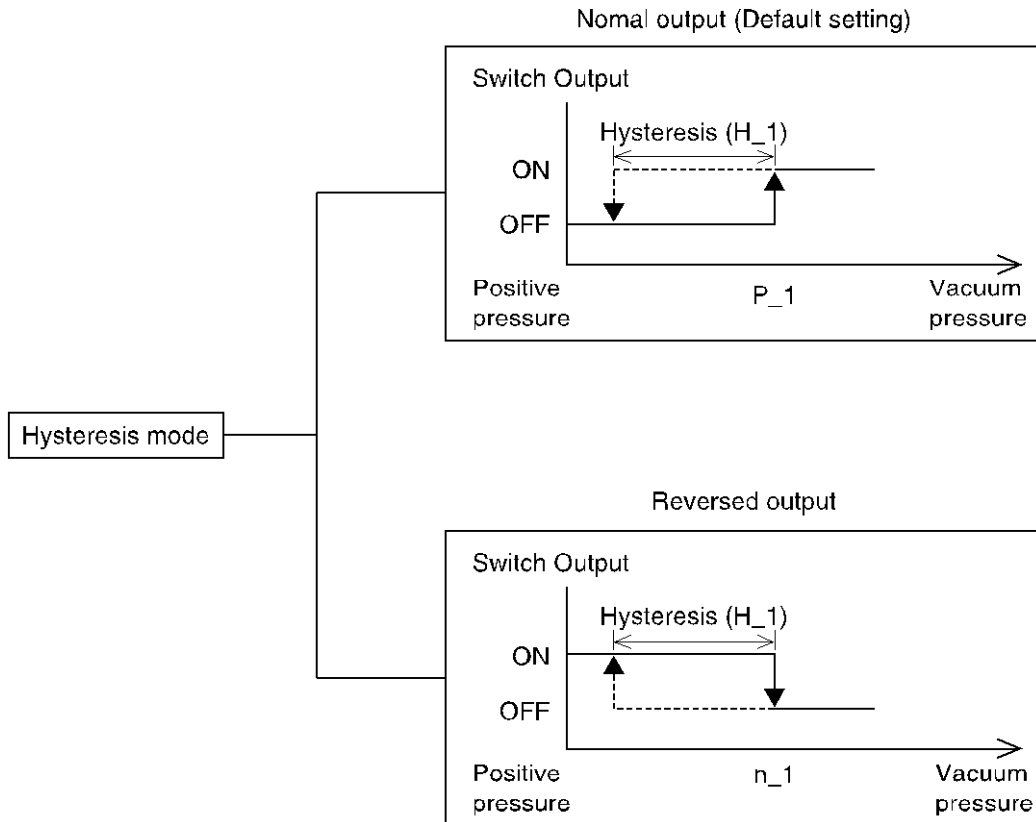 Nomal output (Default setting)
Switch Output
Hysteresis (H_1)
ON
OFF
Positive pressure
P_1
Vacuum pressure
Hysteresis mode
Reversed output
Switch Output
Hysteresis (H_1)
ON
OFF
Positive pressure
n_1
Vacuum pressure